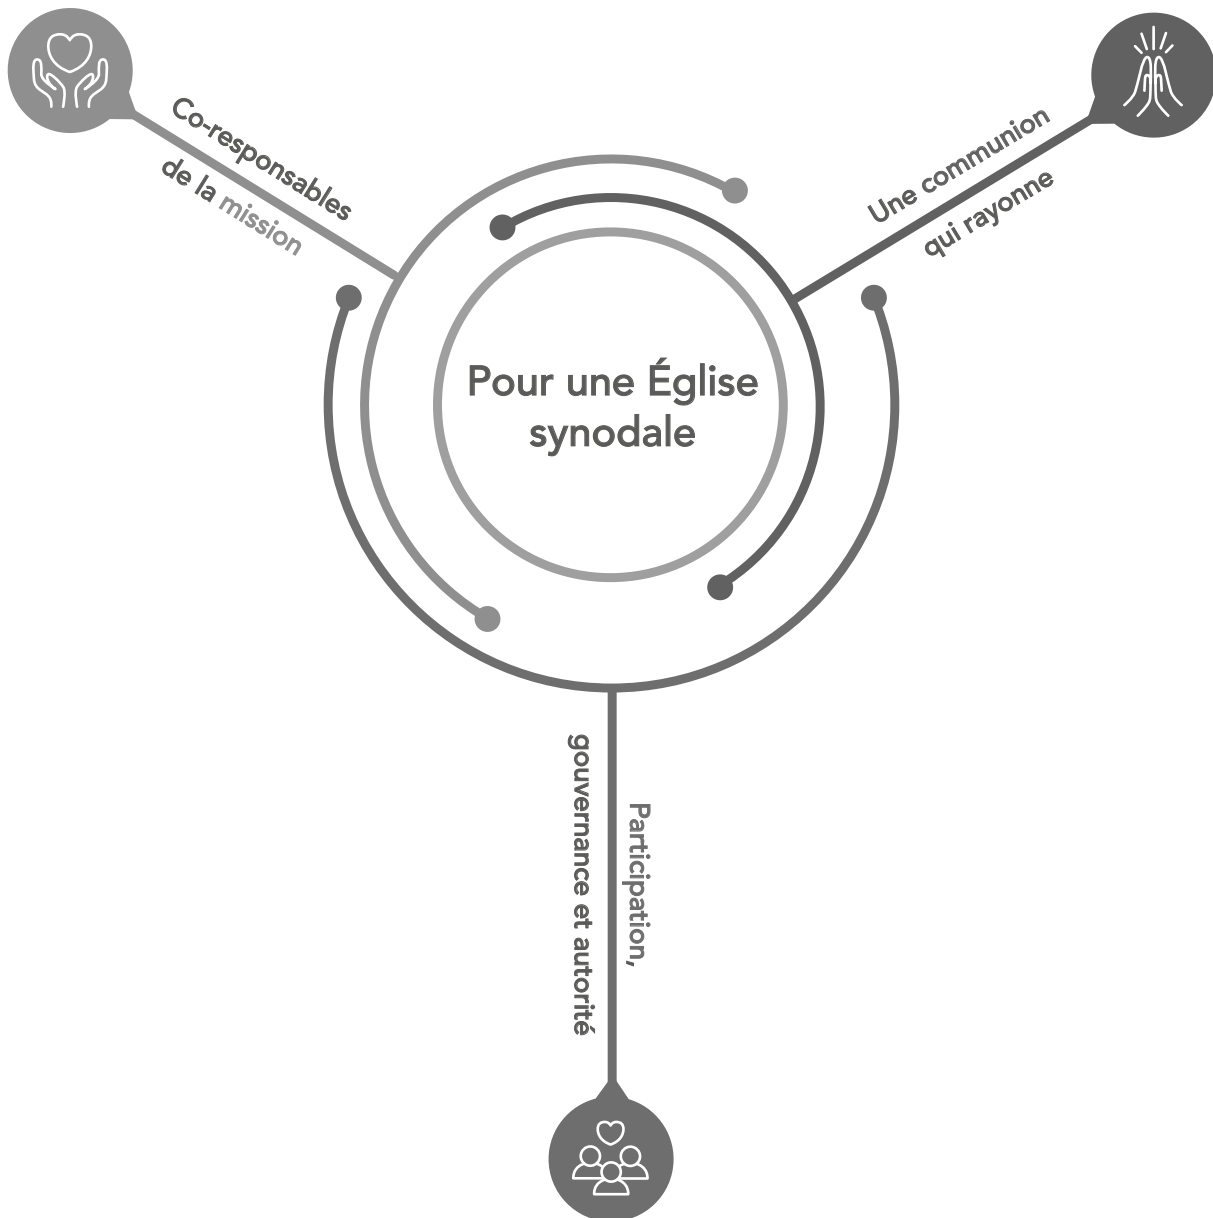 Co-responsables
de la mission
Une communion
qui rayonne
Pour une Église
synodale
Participation,
gouvernance et autorité